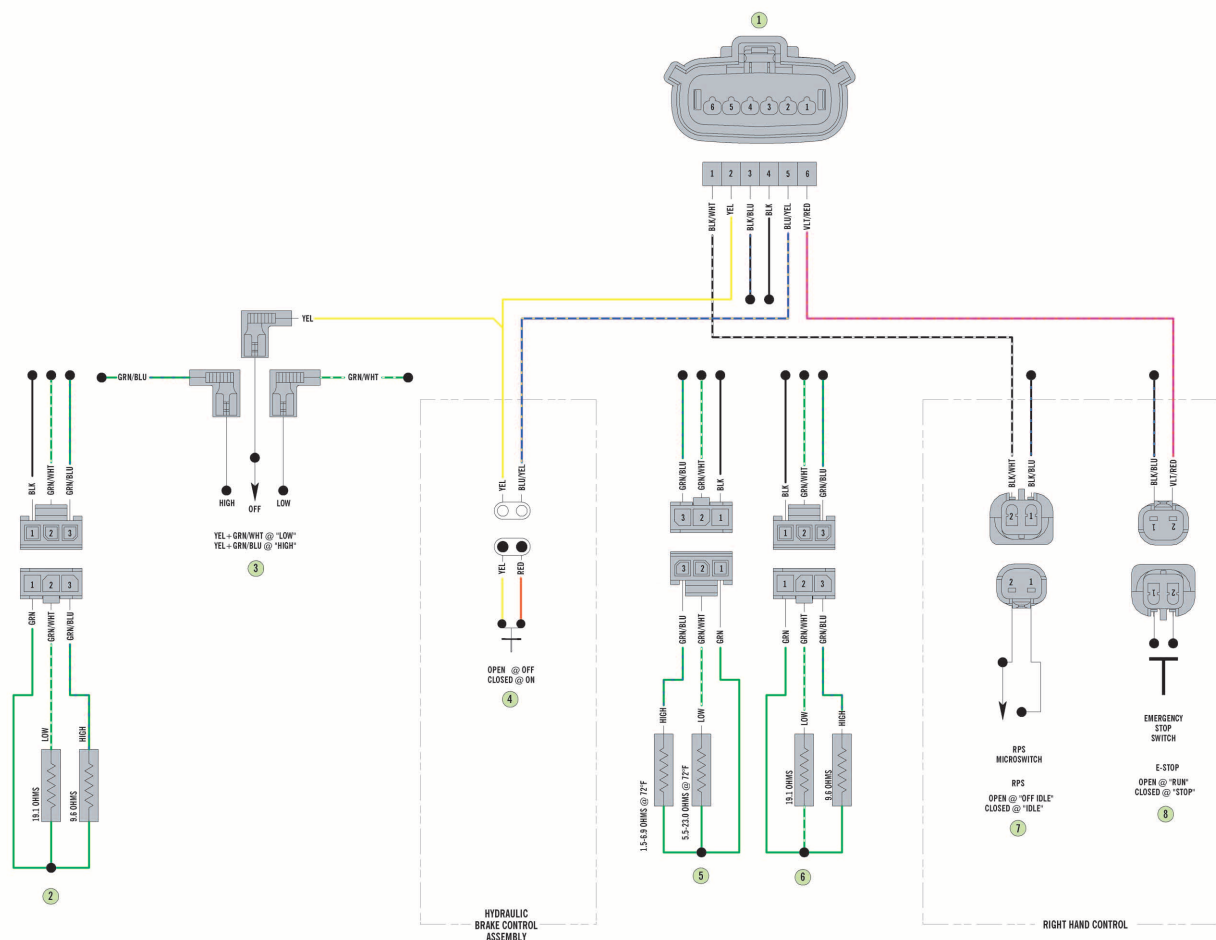 1
6 5 4 3 2 1
1 2 3 4 5 6
BLK/WHT
YEL
BLK/BLU
BLK
BLU/YEL
VLT/RED
YEL
GRN/BLU
GRN/WHT
HIGH
OFF
LOW
YEL+GRN/WHT @ "LOW"
YEL+GRN/BLU @ "HIGH"
3
BLK
GRN/WHT
GRN/BLU
1 2 3
1 2 3
GRN
GRN/WHT
GRN/BLU
LOW
HIGH
19.1 OHMS
9.6 OHMS
2
YEL
BLU/YEL
YEL
RED
OPEN @ OFF
CLOSED @ ON
4
HYDRAULIC
BRAKE CONTROL
ASSEMBLY
GRN/BLU
GRN/WHT
BLK
3 2 1
3 2 1
GRN/BLU
GRN/WHT
GRN
HIGH
LOW
1.5-6.9 OHMS @ 72°F
5.5-23.0 OHMS @ 72°F
5
BLK
GRN/WHT
GRN/BLU
1 2 3
1 2 3
GRN
GRN/WHT
GRN/BLU
LOW
HIGH
19.1 OHMS
9.6 OHMS
6
BLK/WHT
BLK/BLU
2 1
2 1
RPS
MICROSWITCH
RPS
OPEN @ "OFF IDLE"
CLOSED @ "IDLE"
7
BLK/BLU
VLT/RED
1 2
1 2
EMERGENCY
STOP
SWITCH
E-STOP
OPEN @ "RUN"
CLOSED @ "STOP"
8
RIGHT HAND CONTROL